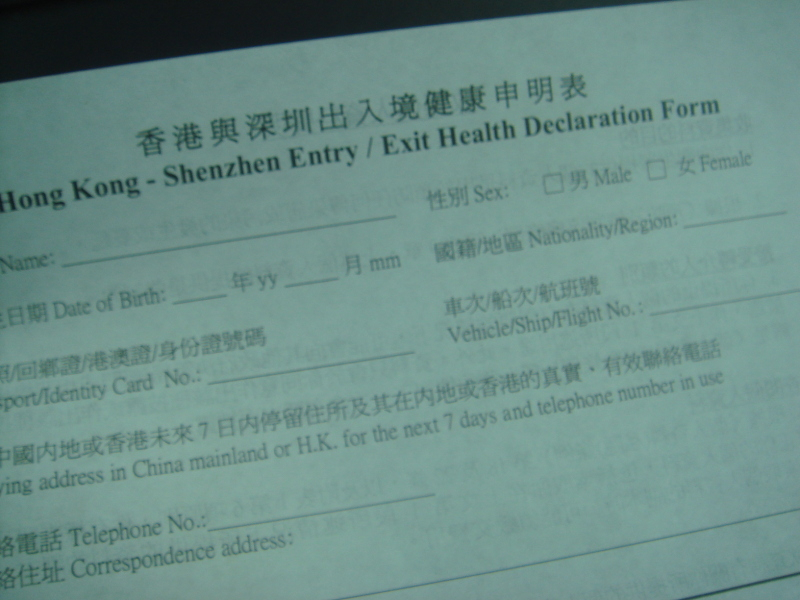 香港與深圳出入境健康申明表
Hong Kong - Shenzhen Entry / Exit Health Declaration Form
Name: 性別 Sex: □ 男 Male □ 女 Female
日期 Date of Birth: 年 yy 月 mm 國籍/地區 Nationality/Region:
/回鄉證/港澳證/身份證號碼 車次/船次/航班號
sport/Identity Card No.: Vehicle/Ship/Flight No.:
中國內地或香港未來 7 日內停留住所及其在內地或香港的真實、有效聯絡電話
ying address in China mainland or H.K. for the next 7 days and telephone number in use
絡電話 Telephone No.:
絡住址 Correspondence address: